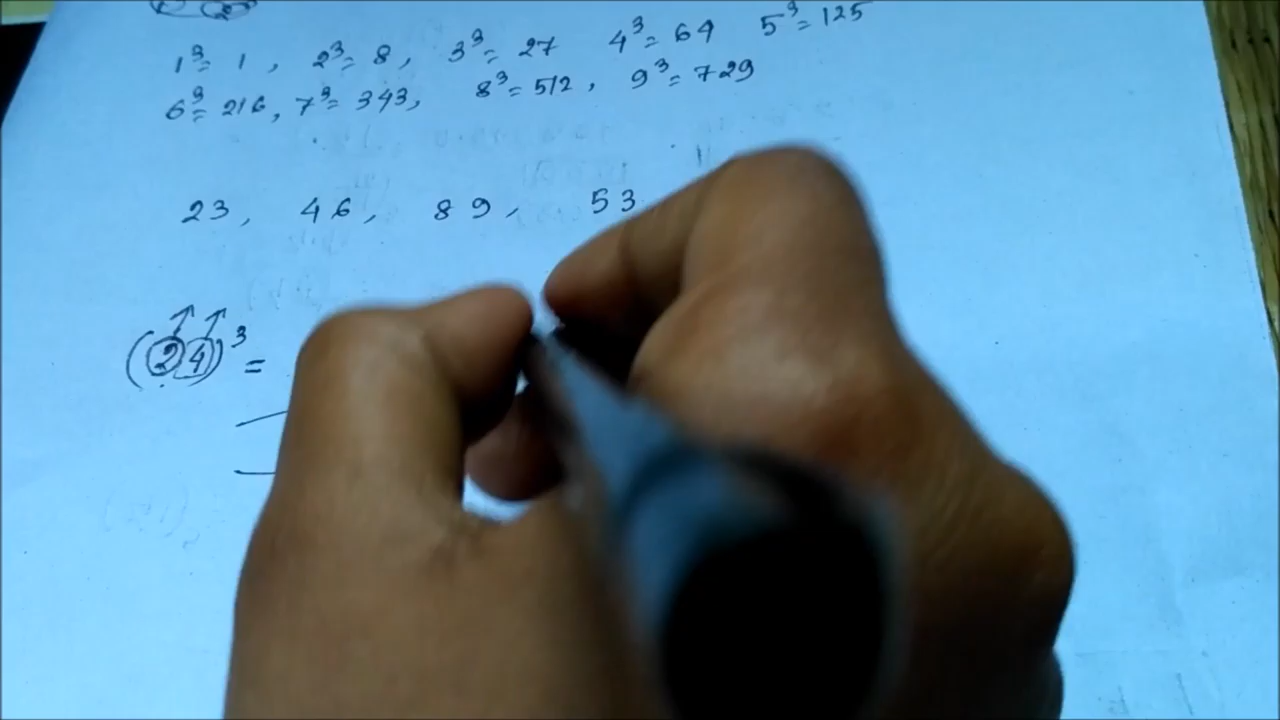 1³= 1 , 2³= 8 , 3³= 27 4³= 64 5³= 125
6³= 216 , 7³= 343, 8³= 512 , 9³= 729
23 , 46 , 89 , 53
(24)³ =